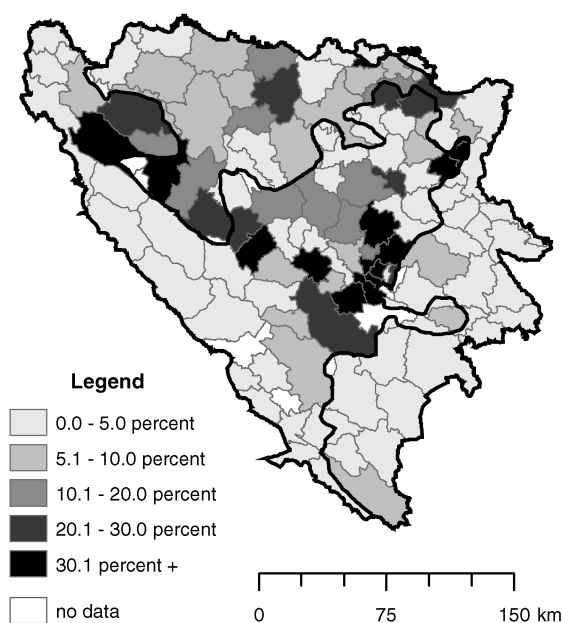 Legend
0.0 - 5.0 percent
5.1 - 10.0 percent
10.1 - 20.0 percent
20.1 - 30.0 percent
30.1 percent +
no data
0 75 150 km